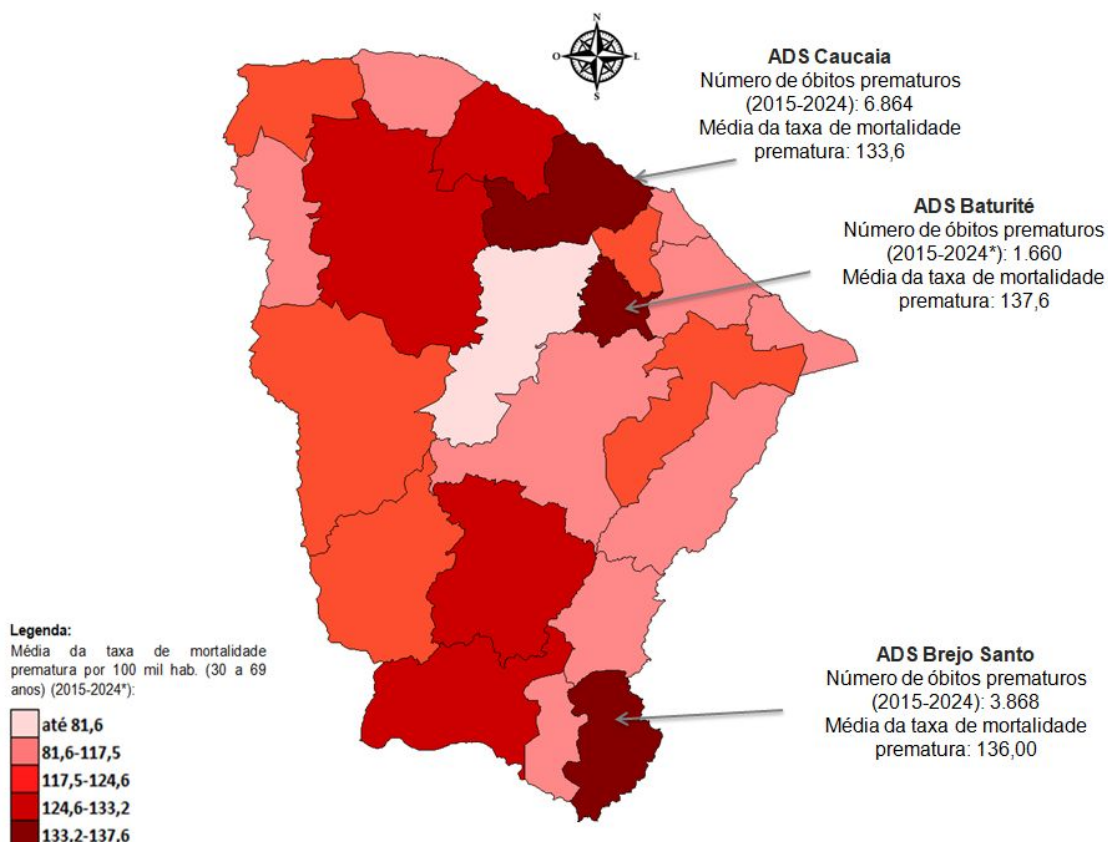 N
O
L
S
ADS Caucaia
Número de óbitos prematuros
(2015-2024): 6.864
Média da taxa de mortalidade
prematura: 133,6
ADS Baturité
Número de óbitos prematuros
(2015-2024*): 1.660
Média da taxa de mortalidade
prematura: 137,6
ADS Brejo Santo
Número de óbitos prematuros
(2015-2024): 3.868
Média da taxa de mortalidade
prematura: 136,00
Legenda:
Média da taxa de mortalidade
prematura por 100 mil hab. (30 a 69
anos) (2015-2024*):
até 81,6
81,6-117,5
117,5-124,6
124,6-133,2
133,2-137,6